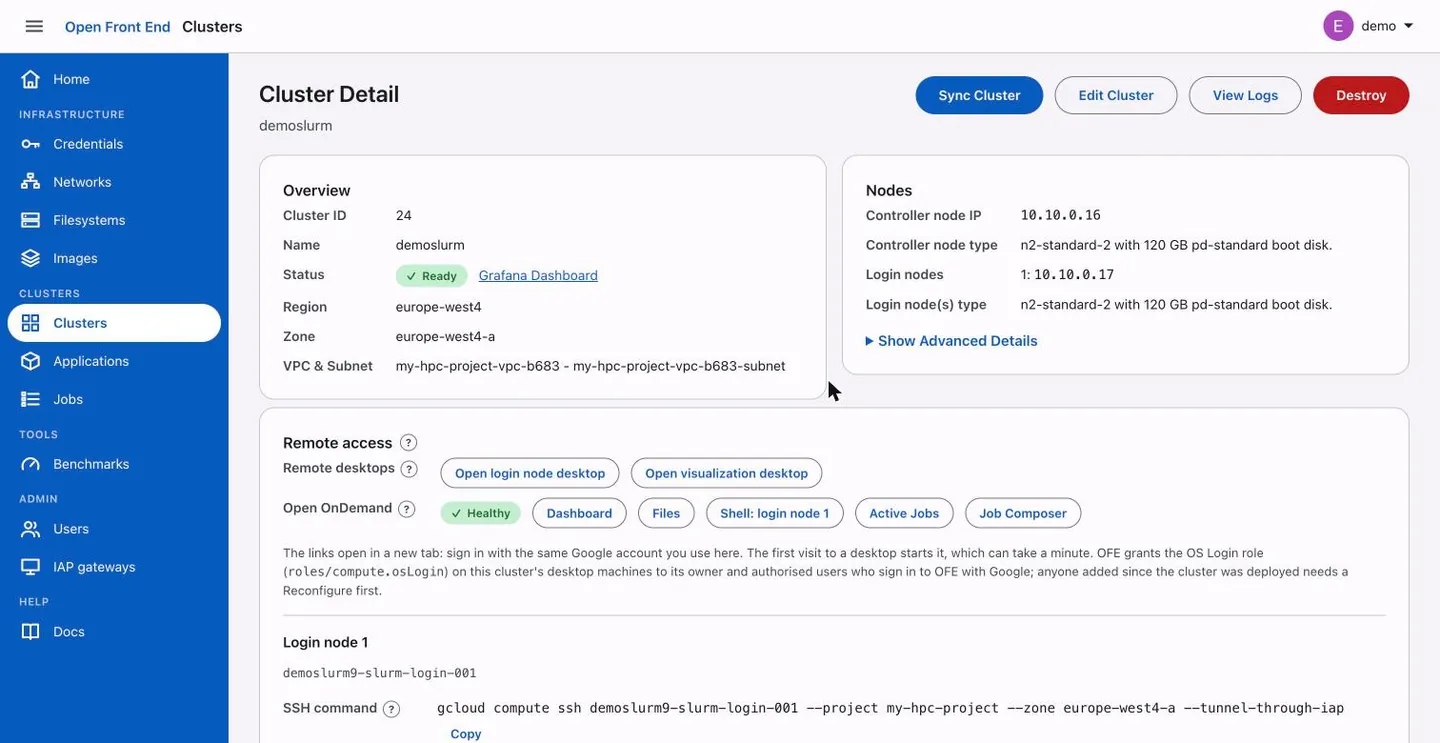 Open Front End Clusters
E demo
Home
INFRASTRUCTURE
Credentials
Networks
Filesystems
Images
CLUSTERS
Clusters
Applications
Jobs
TOOLS
Benchmarks
ADMIN
Users
IAP gateways
HELP
Docs
Cluster Detail
demoslurm
Sync Cluster
Edit Cluster
View Logs
Destroy
Overview
Cluster ID 24
Name demoslurm
Status ✓ Ready Grafana Dashboard
Region europe-west4
Zone europe-west4-a
VPC & Subnet my-hpc-project-vpc-b683 - my-hpc-project-vpc-b683-subnet
Nodes
Controller node IP 10.10.0.16
Controller node type n2-standard-2 with 120 GB pd-standard boot disk.
Login nodes 1: 10.10.0.17
Login node(s) type n2-standard-2 with 120 GB pd-standard boot disk.
▶ Show Advanced Details
Remote access ?
Remote desktops ? Open login node desktop Open visualization desktop
Open OnDemand ? ✓ Healthy Dashboard Files Shell: login node 1 Active Jobs Job Composer
The links open in a new tab: sign in with the same Google account you use here. The first visit to a desktop starts it, which can take a minute. OFE grants the OS Login role
(roles/compute.osLogin) on this cluster's desktop machines to its owner and authorised users who sign in to OFE with Google; anyone added since the cluster was deployed needs a
Reconfigure first.
Login node 1
demoslurm9-slurm-login-001
SSH command ? gcloud compute ssh demoslurm9-slurm-login-001 --project my-hpc-project --zone europe-west4-a --tunnel-through-iap
Copy